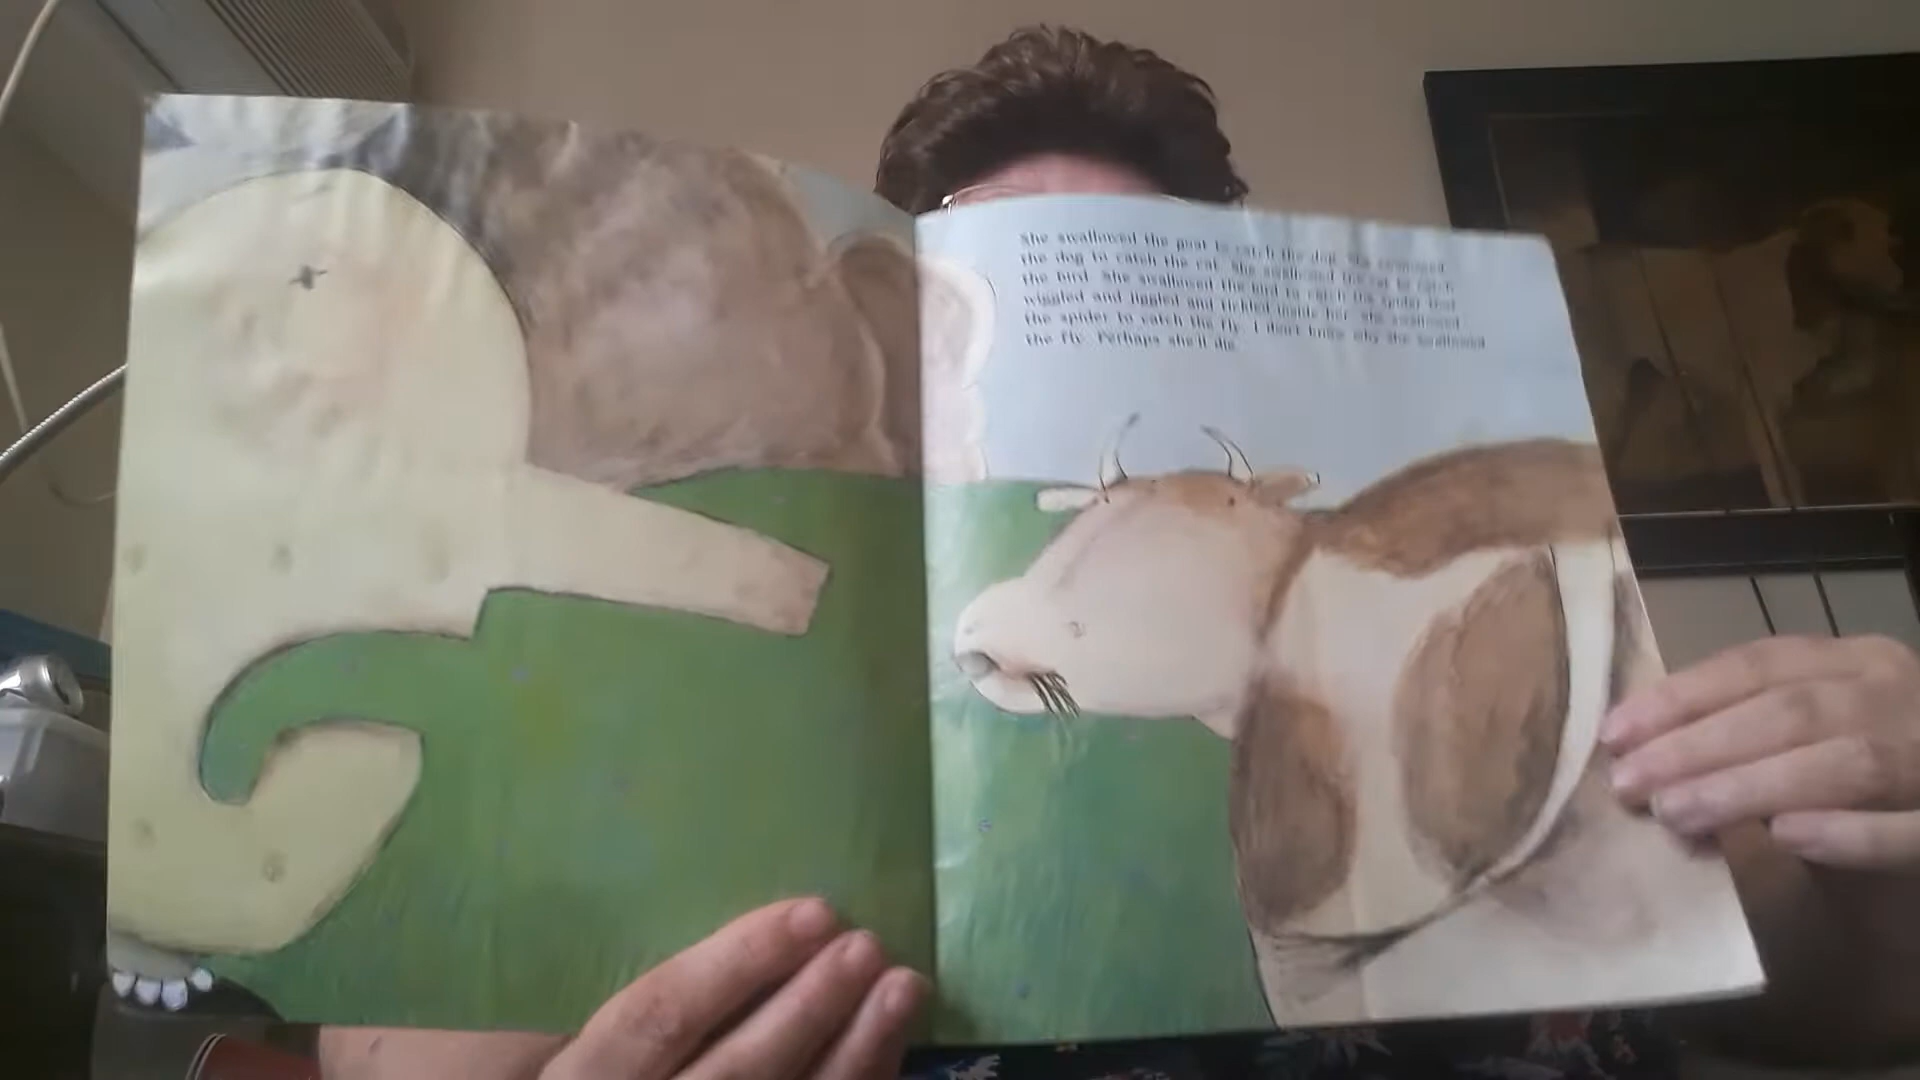 She swallowed the goat to catch the dog. She swallowed
the dog to catch the cat. She swallowed the cat to catch
the bird. She swallowed the bird to catch the spider that
wiggled and jiggled and tickled inside her. She swallowed
the spider to catch the fly. I don't know why she swallowed
the fly. Perhaps she'll die.